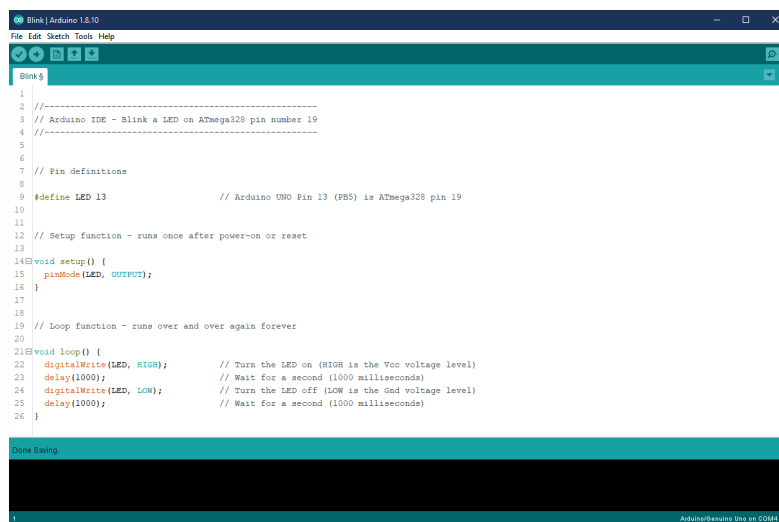 Blink | Arduino 1.8.10
File Edit Sketch Tools Help
Blink §
1
2 //-----------------------------------------------------
3 // Arduino IDE - Blink a LED on ATmega328 pin number 19
4 //-----------------------------------------------------
5
6
7 // Pin definitions
8
9 #define LED 13 // Arduino UNO Pin 13 (PB5) is ATmega328 pin 19
10
11
12 // Setup function - runs once after power-on or reset
13
14 void setup() {
15 pinMode(LED, OUTPUT);
16 }
17
18
19 // Loop function - runs over and over again forever
20
21 void loop() {
22 digitalWrite(LED, HIGH); // Turn the LED on (HIGH is the Vcc voltage level)
23 delay(1000); // Wait for a second (1000 milliseconds)
24 digitalWrite(LED, LOW); // Turn the LED off (LOW is the Gnd voltage level)
25 delay(1000); // Wait for a second (1000 milliseconds)
26 }
Done Saving.
1 Arduino/Genuino Uno on COM4